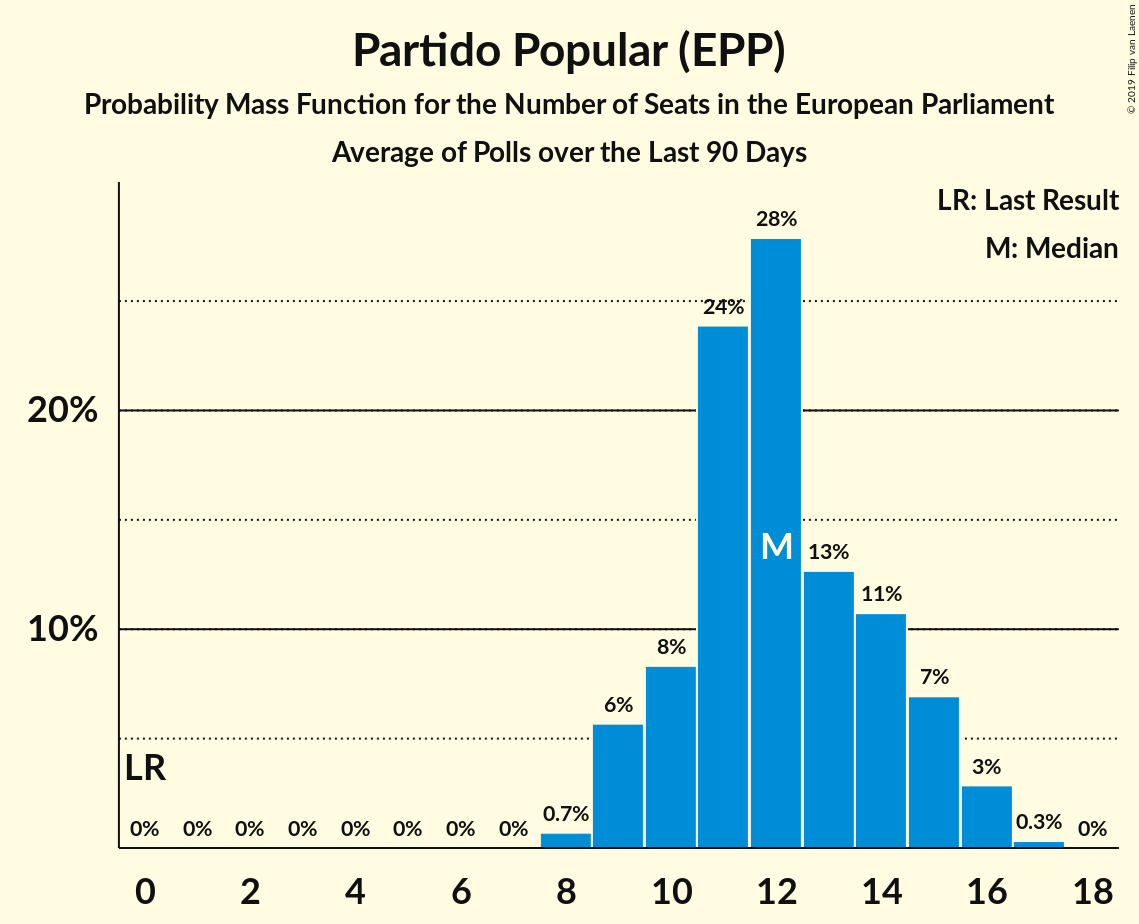 Partido Popular (EPP)
Probability Mass Function for the Number of Seats in the European Parliament
Average of Polls over the Last 90 Days
© 2019 Filip van Laenen
LR: Last Result
M: Median
28%
24%
20%
M
13%
11%
10%
8%
7%
6%
LR
3%
0.7%
0.3%
0% 0% 0% 0% 0% 0% 0% 0% 0%
0 2 4 6 8 10 12 14 16 18